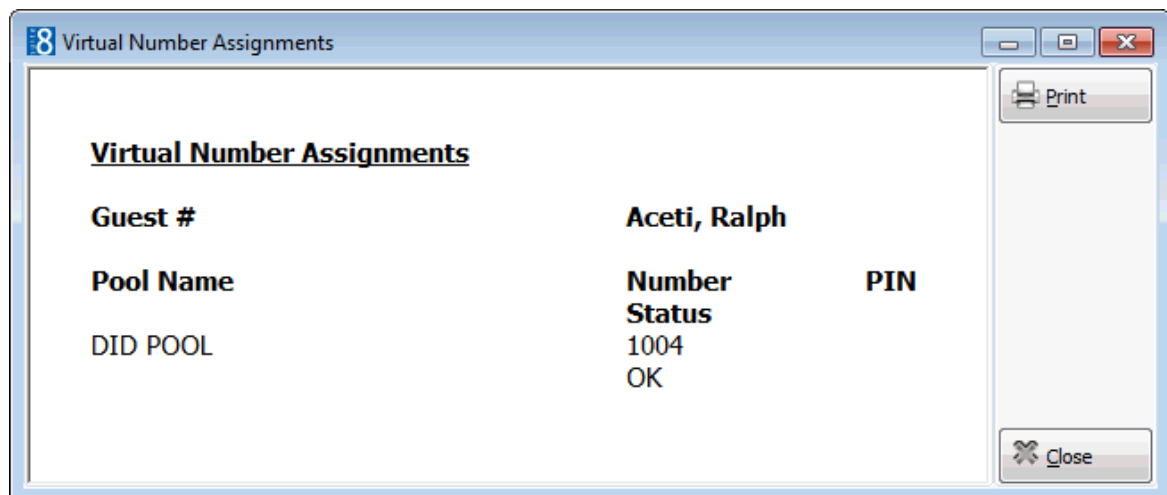 8 Virtual Number Assignments
Print
Virtual Number Assignments
Guest # Aceti, Ralph
Pool Name Number PIN
Status
DID POOL 1004
OK
Close